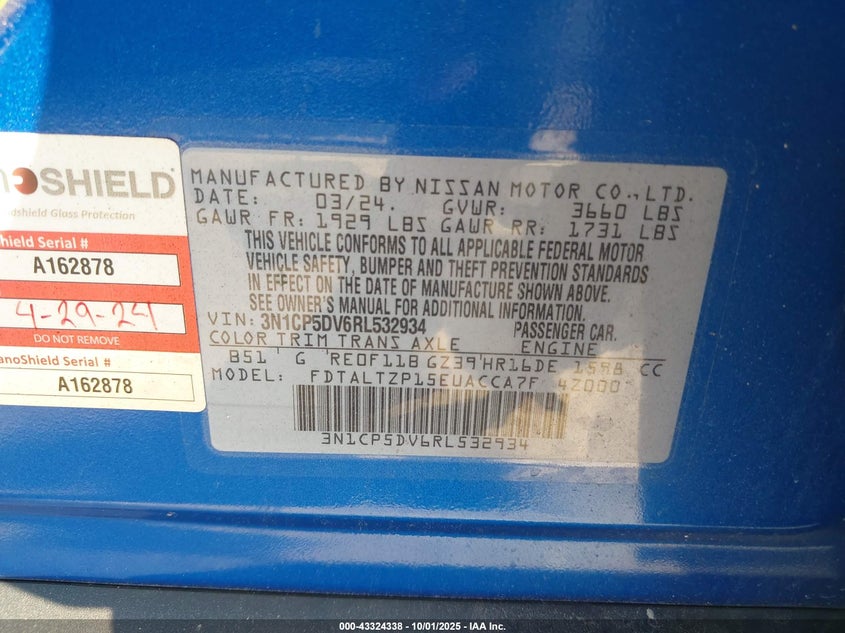 OSHIELD
dshield Glass Protection
hield Serial #
A162878
4-29-24
DO NOT REMOVE
anoShield Serial #
A162878
MANUFACTURED BY NISSAN MOTOR CO., LTD.
DATE: 03/24. GVWR: 3660 LBS
GAWR FR: 1929 LBS GAWR RR: 1731 LBS
THIS VEHICLE CONFORMS TO ALL APPLICABLE FEDERAL MOTOR
VEHICLE SAFETY, BUMPER AND THEFT PREVENTION STANDARDS
IN EFFECT ON THE DATE OF MANUFACTURE SHOWN ABOVE.
SEE OWNER'S MANUAL FOR ADDITIONAL INFORMATION.
VIN: 3N1CP5DV6RL532934 PASSENGER CAR.
COLOR TRIM TRANS AXLE ENGINE
B51 G RE0F11B GZ39 HR16DE 1598 CC
MODEL: FDTALTZP15EUACCA7F 4Z000
3N1CP5DV6RL532934
000-43324338 - 10/01/2025 - IAA Inc.